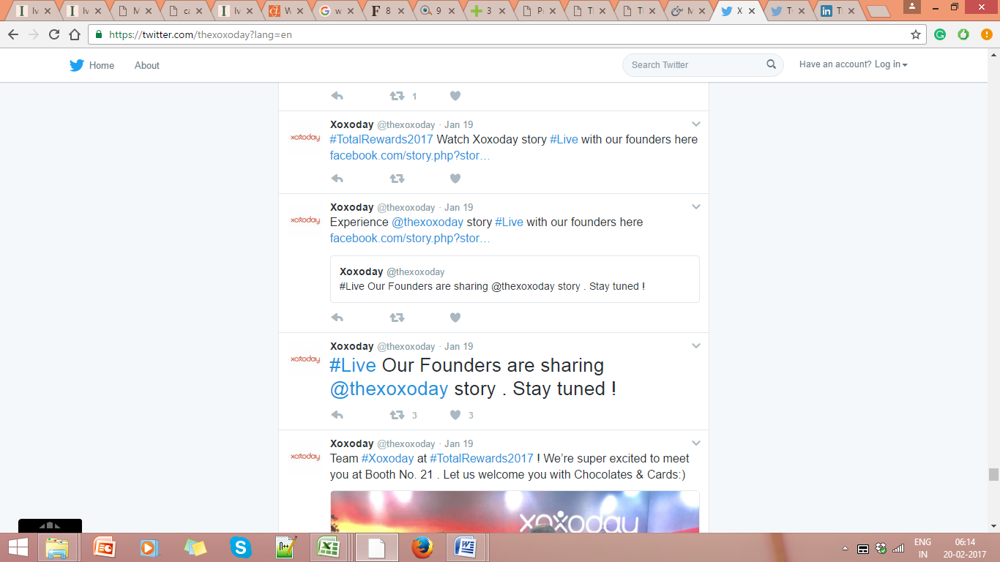 Iv
Iv
M
ca
Iv
W
w
8
9
3
P
T
T
M
X
T
T
https://twitter.com/thexoxoday?lang=en
Home About Search Twitter Have an account? Log in
1
Xoxoday @thexoxoday · Jan 19
xoxoday
#TotalRewards2017 Watch Xoxoday story #Live with our founders here
facebook.com/story.php?stor…
Xoxoday @thexoxoday · Jan 19
xoxoday
Experience @thexoxoday story #Live with our founders here
facebook.com/story.php?stor…
Xoxoday @thexoxoday
#Live Our Founders are sharing @thexoxoday story . Stay tuned !
Xoxoday @thexoxoday · Jan 19
xoxoday
#Live Our Founders are sharing
@thexoxoday story . Stay tuned !
3 3
Xoxoday @thexoxoday · Jan 19
xoxoday
Team #Xoxoday at #TotalRewards2017 ! We’re super excited to meet
you at Booth No. 21 . Let us welcome you with Chocolates & Cards:)
xoxoday
ENG 06:14
IN 20-02-2017